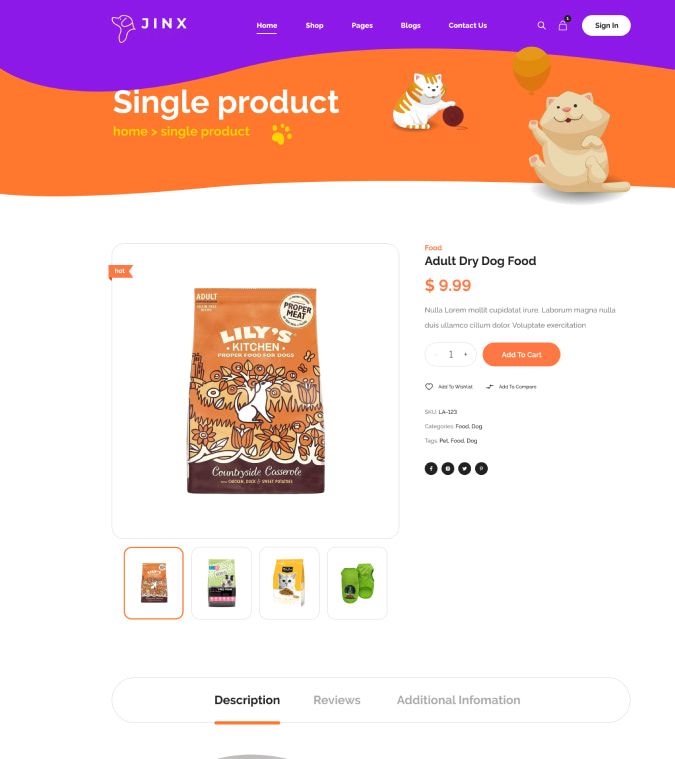 JINX
Home Shop Pages Blogs Contact Us 1 Sign In
Single product
home > single product
hot
ADULT
PROPER MEAT
LILY'S
KITCHEN
PROPER FOOD FOR DOGS
Countryside Casserole
Food
Adult Dry Dog Food
$ 9.99
Nulla Lorem mollit cupidatat irure. Laborum magna nulla
duis ullamco cillum dolor. Voluptate exercitation
- 1 + Add To Cart
Add To Wishlist Add To Compare
SKU: LA-123
Categories: Food, Dog
Tags: Pet, Food, Dog
Description Reviews Additional Infomation